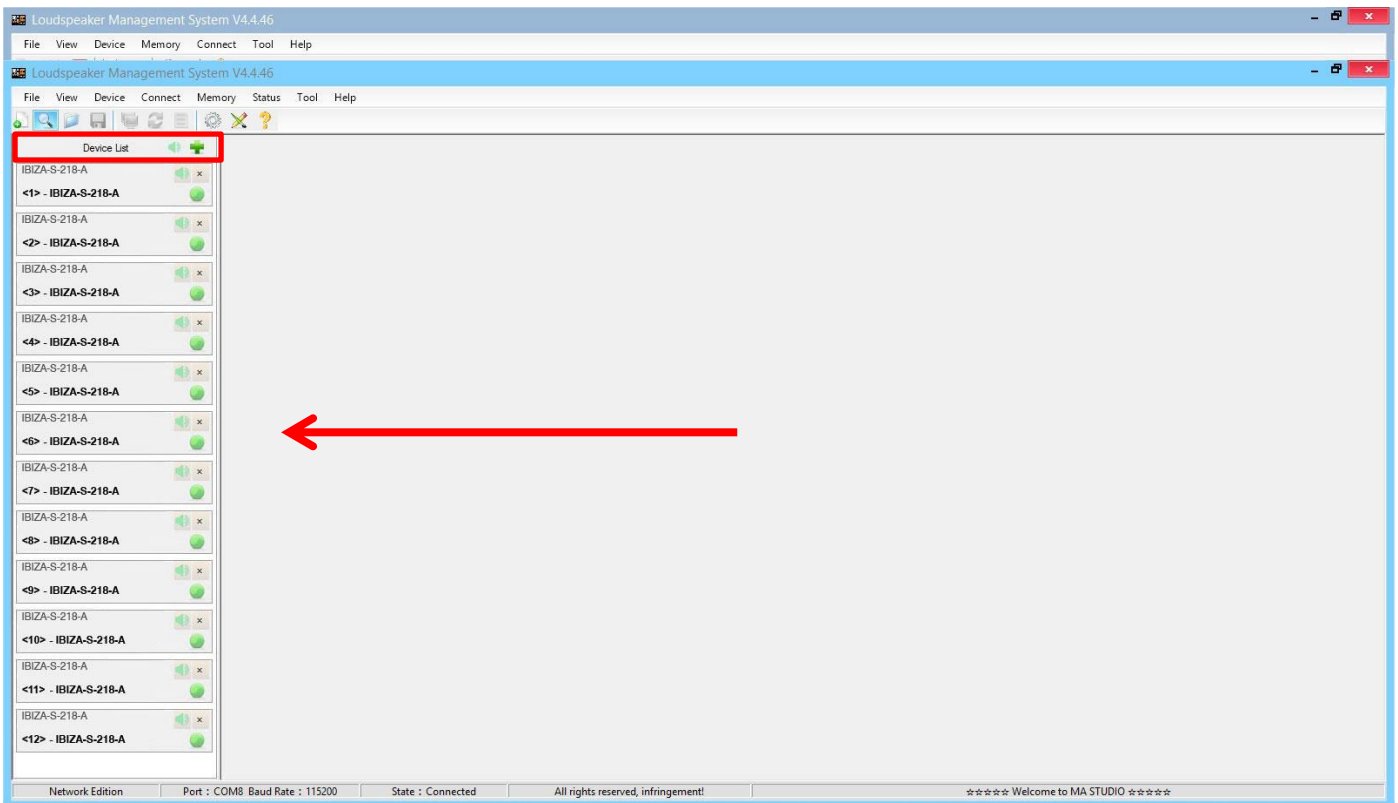 Loudspeaker Management System V4.4.46
File View Device Memory Connect Tool Help
Loudspeaker Management System V4.4.46
File View Device Connect Memory Status Tool Help
Device List
IBIZA-S-218-A
<1> - IBIZA-S-218-A
IBIZA-S-218-A
<2> - IBIZA-S-218-A
IBIZA-S-218-A
<3> - IBIZA-S-218-A
IBIZA-S-218-A
<4> - IBIZA-S-218-A
IBIZA-S-218-A
<5> - IBIZA-S-218-A
IBIZA-S-218-A
<6> - IBIZA-S-218-A
IBIZA-S-218-A
<7> - IBIZA-S-218-A
IBIZA-S-218-A
<8> - IBIZA-S-218-A
IBIZA-S-218-A
<9> - IBIZA-S-218-A
IBIZA-S-218-A
<10> - IBIZA-S-218-A
IBIZA-S-218-A
<11> - IBIZA-S-218-A
IBIZA-S-218-A
<12> - IBIZA-S-218-A
Network Edition Port : COM8 Baud Rate : 115200 State : Connected All rights reserved, infringement! ☆☆☆☆☆ Welcome to MA STUDIO ☆☆☆☆☆